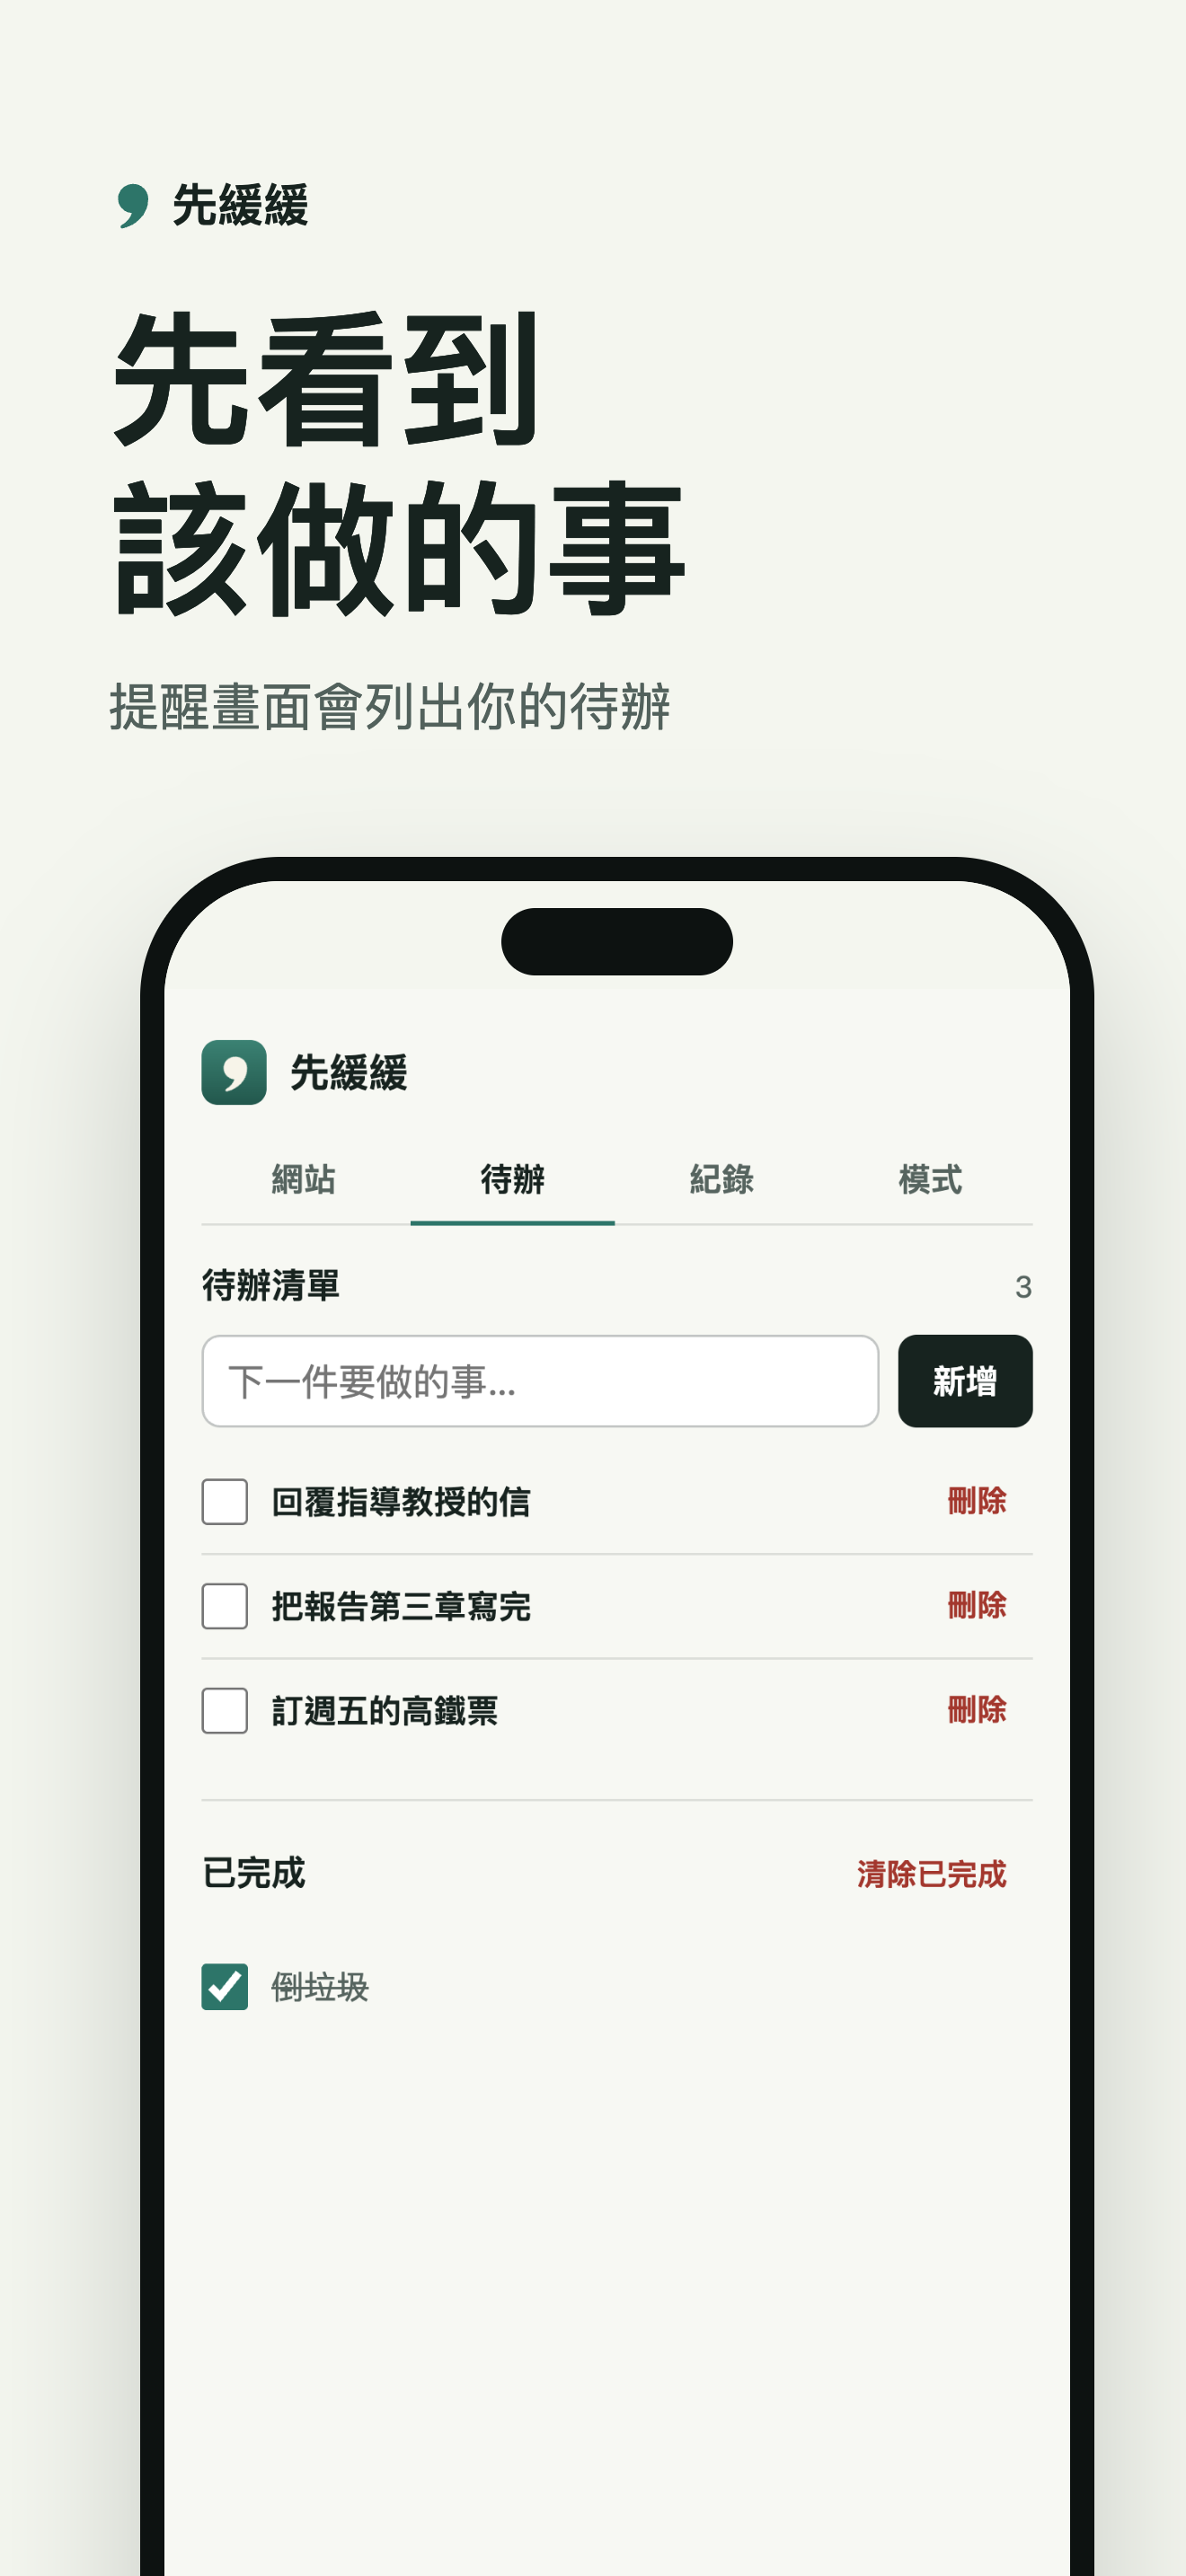 先緩緩
先看到
該做的事
提醒畫面會列出你的待辦
先緩緩
網站 待辦 紀錄 模式
待辦清單 3
下一件要做的事... 新增
回覆指導教授的信 刪除
把報告第三章寫完 刪除
訂週五的高鐵票 刪除
已完成 清除已完成
倒垃圾